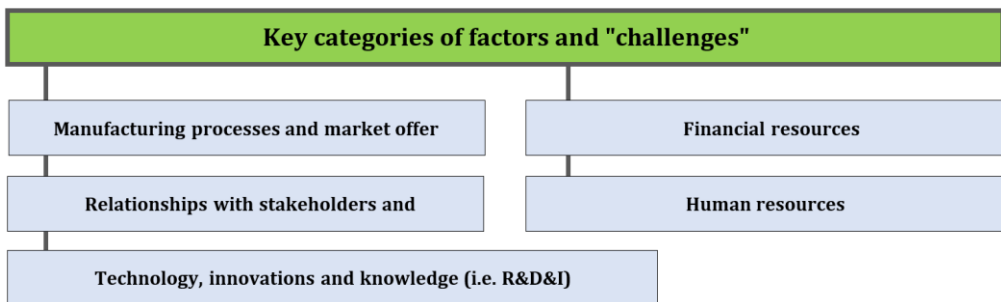 Key categories of factors and "challenges"
Manufacturing processes and market offer
Financial resources
Relationships with stakeholders and
Human resources
Technology, innovations and knowledge (i.e. R&D&I)